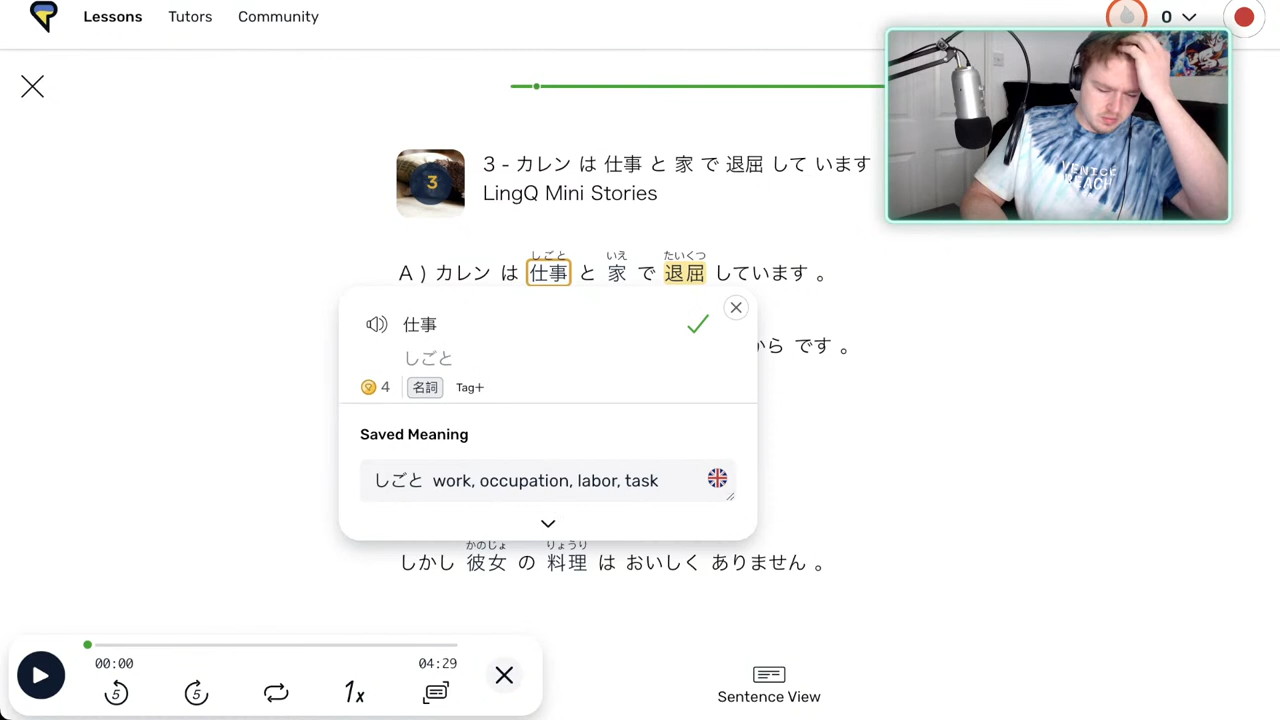 Lessons Tutors Community 0
3 - カレン は 仕事 と 家 で 退屈 して います
LingQ Mini Stories
3
VENICE BEACH
しごと いえ たいくつ
A ) カレン は 仕事 と 家 で 退屈 しています 。
仕事
から です 。
しごと
4 名詞 Tag+
Saved Meaning
しごと work, occupation, labor, task
かのじょ りょうり
しかし 彼女 の 料理 は おいしく ありません 。
00:00 04:29
5 5 1x
Sentence View